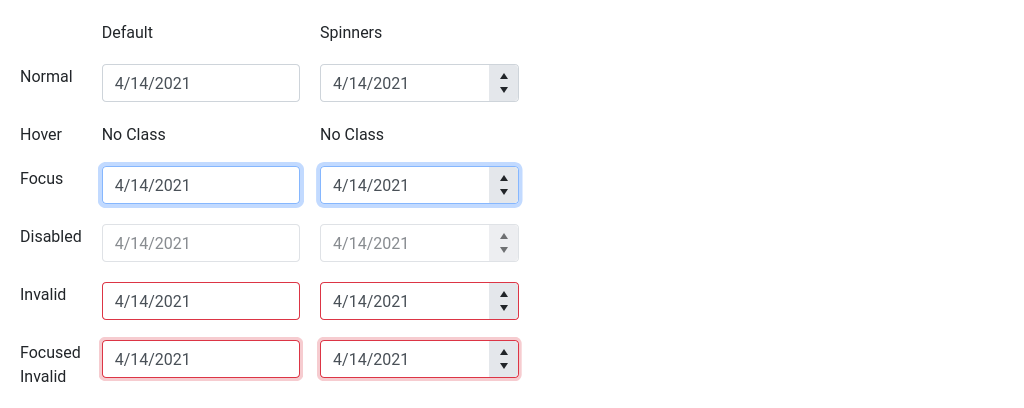 Default Spinners
Normal 4/14/2021 4/14/2021
Hover No Class No Class
Focus 4/14/2021 4/14/2021
Disabled 4/14/2021 4/14/2021
Invalid 4/14/2021 4/14/2021
Focused 4/14/2021 4/14/2021
Invalid